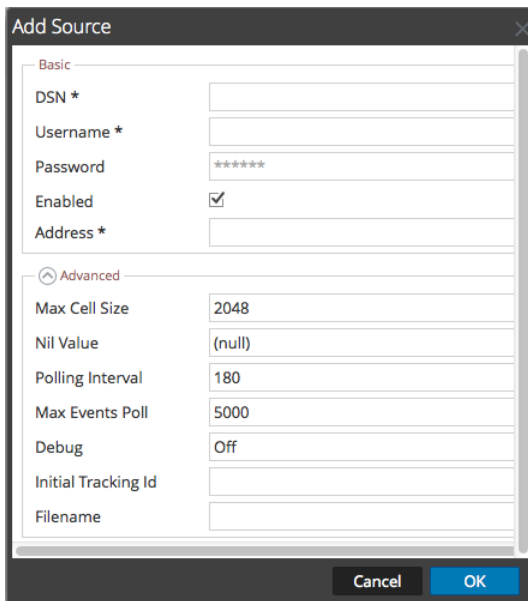 Add Source
Basic
DSN *
Username *
Password ******
Enabled
Address *
Advanced
Max Cell Size 2048
Nil Value (null)
Polling Interval 180
Max Events Poll 5000
Debug Off
Initial Tracking Id
Filename
Cancel OK